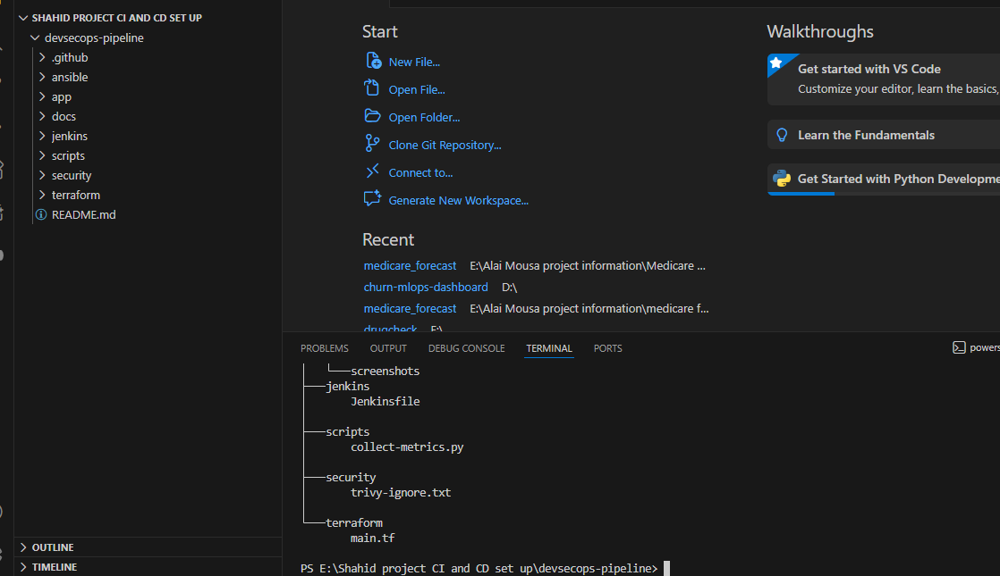 SHAHID PROJECT CI AND CD SET UP
devsecops-pipeline
.github
ansible
app
docs
jenkins
scripts
security
terraform
README.md
OUTLINE
TIMELINE
Start
New File...
Open File...
Open Folder...
Clone Git Repository...
Connect to...
Generate New Workspace...
Recent
medicare_forecast E:\Alai Mousa project information\Medicare ...
churn-mlops-dashboard D:\
medicare_forecast E:\Alai Mousa project information\medicare f...
drugcheck E:\
Walkthroughs
Get started with VS Code
Customize your editor, learn the basics,
Learn the Fundamentals
Get Started with Python Developme
PROBLEMS OUTPUT DEBUG CONSOLE TERMINAL PORTS
powers
screenshots
jenkins
Jenkinsfile
scripts
collect-metrics.py
security
trivy-ignore.txt
terraform
main.tf
PS E:\Shahid project CI and CD set up\devsecops-pipeline>